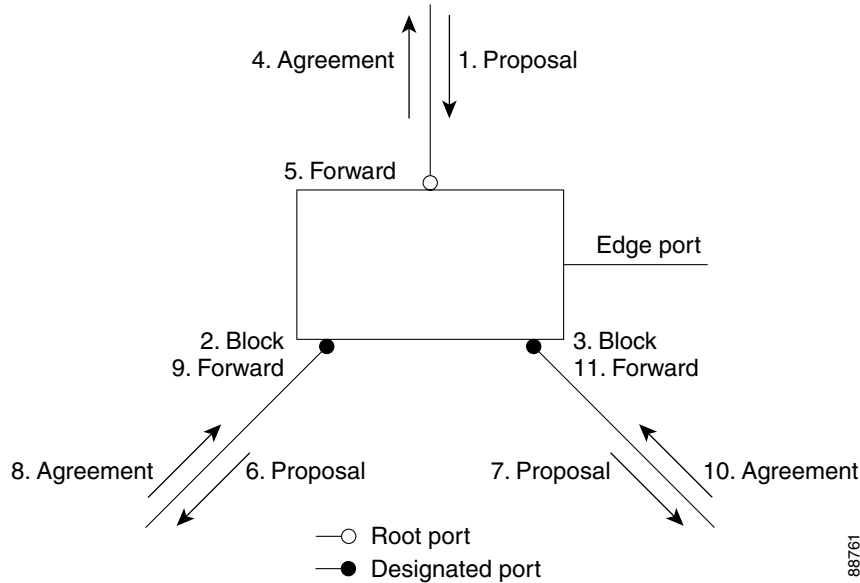 4. Agreement
1. Proposal
5. Forward
Edge port
2. Block
9. Forward
3. Block
11. Forward
8. Agreement
6. Proposal
7. Proposal
10. Agreement
Root port
Designated port
88761